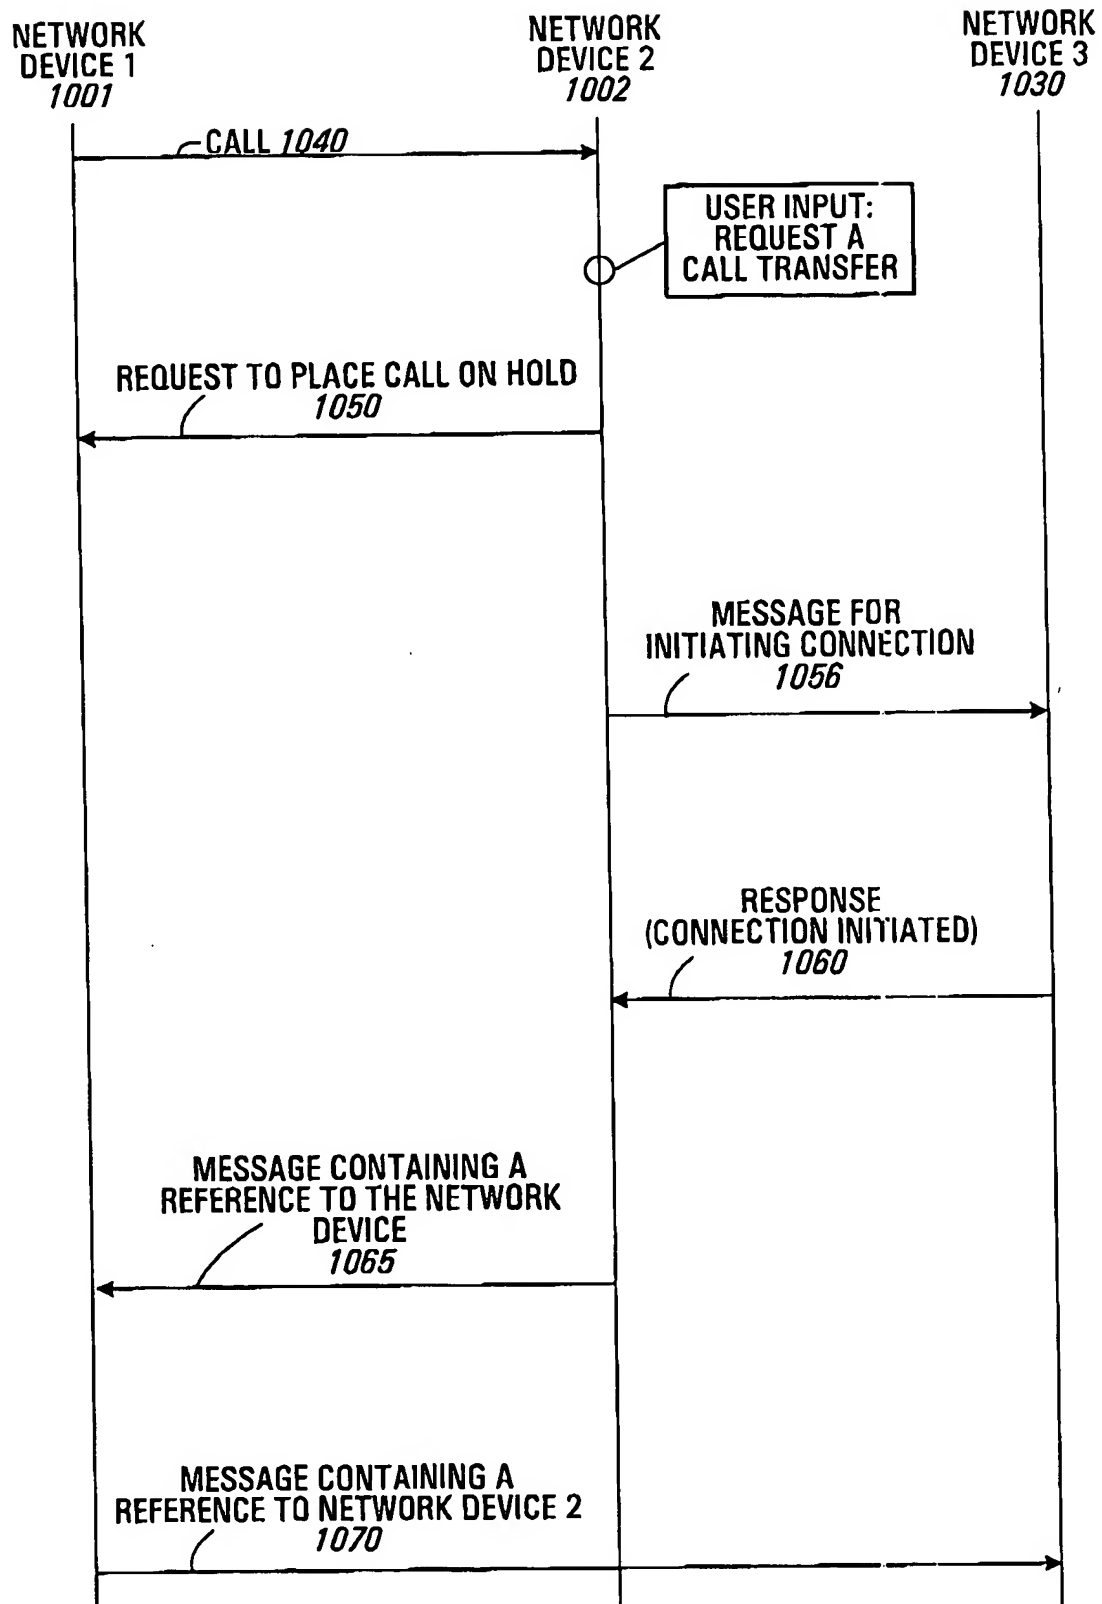 NETWORK
DEVICE 1
1001
NETWORK
DEVICE 2
1002
NETWORK
DEVICE 3
1030
CALL 1040
USER INPUT:
REQUEST A
CALL TRANSFER
REQUEST TO PLACE CALL ON HOLD
1050
MESSAGE FOR
INITIATING CONNECTION
1056
RESPONSE
(CONNECTION INITIATED)
1060
MESSAGE CONTAINING A
REFERENCE TO THE NETWORK
DEVICE
1065
MESSAGE CONTAINING A
REFERENCE TO NETWORK DEVICE 2
1070